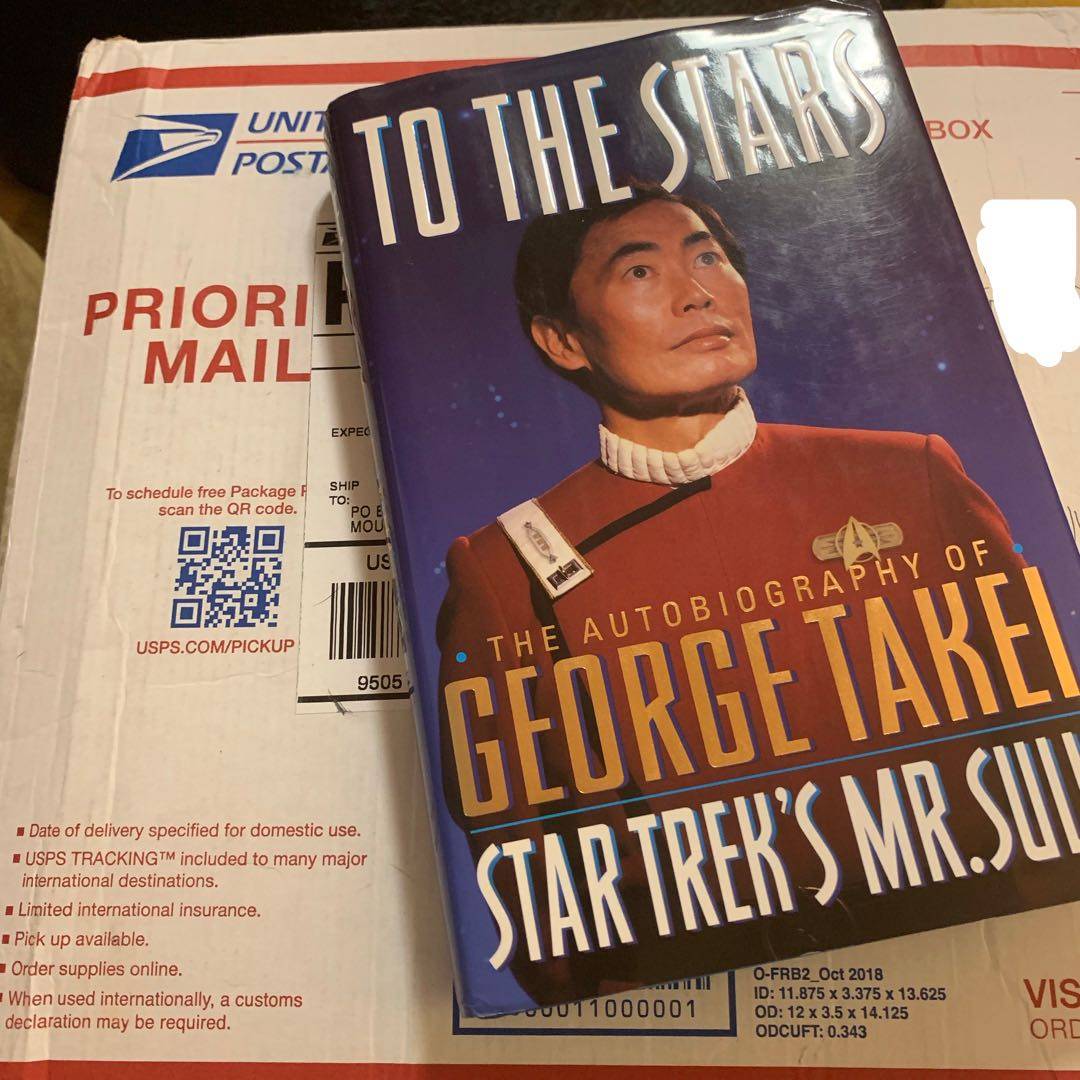 TO THE STARS
THE AUTOBIOGRAPHY OF
GEORGE TAKEI
STAR TREK'S MR. SUL
UNIT
POSTA
BOX
PRIORI
MAIL
To schedule free Package
scan the QR code.
USPS.COM/PICKUP
EXPEC
SHIP
TO:
PO B
MOU
US
9505
■ Date of delivery specified for domestic use.
■ USPS TRACKING™ included to many major
international destinations.
■ Limited international insurance.
■ Pick up available.
■ Order supplies online.
■ When used internationally, a customs
declaration may be required.
00011000001
O-FRB2_Oct 2018
ID: 11.875 x 3.375 x 13.625
OD: 12 x 3.5 x 14.125
ODCUFT: 0.343
VIS
ORD